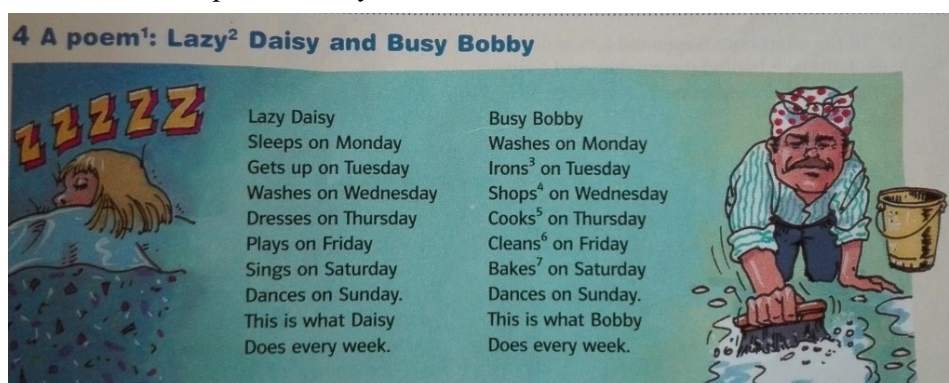 4 A poem¹: Lazy² Daisy and Busy Bobby
ZZZZZ
Lazy Daisy
Sleeps on Monday
Gets up on Tuesday
Washes on Wednesday
Dresses on Thursday
Plays on Friday
Sings on Saturday
Dances on Sunday.
This is what Daisy
Does every week.
Busy Bobby
Washes on Monday
Irons³ on Tuesday
Shops⁴ on Wednesday
Cooks⁵ on Thursday
Cleans⁶ on Friday
Bakes⁷ on Saturday
Dances on Sunday.
This is what Bobby
Does every week.